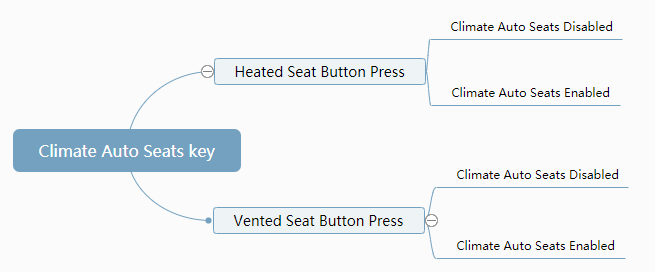 Climate Auto Seats Disabled
Heated Seat Button Press
Climate Auto Seats Enabled
Climate Auto Seats key
Climate Auto Seats Disabled
Vented Seat Button Press
Climate Auto Seats Enabled